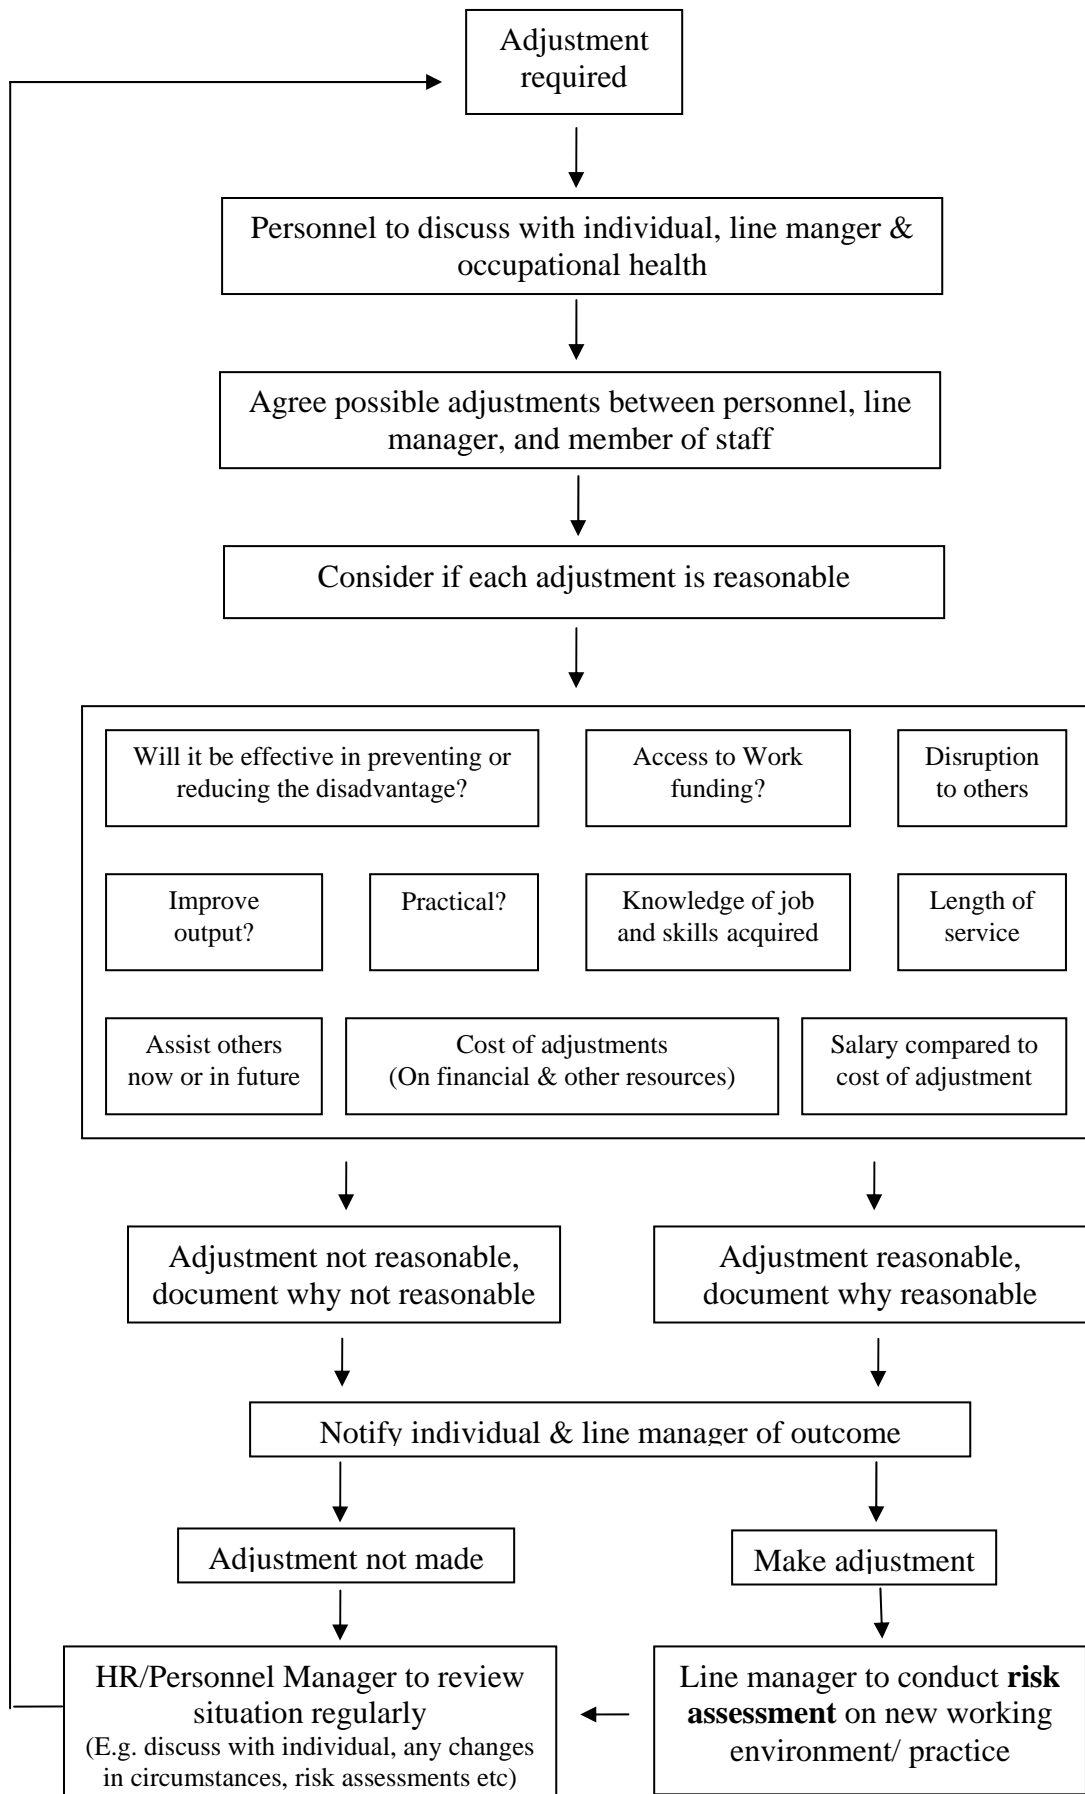 Adjustment
required
Personnel to discuss with individual, line manger &
occupational health
Agree possible adjustments between personnel, line
manager, and member of staff
Consider if each adjustment is reasonable
Will it be effective in preventing or
reducing the disadvantage?
Access to Work
funding?
Disruption
to others
Improve
output?
Practical?
Knowledge of job
and skills acquired
Length of
service
Assist others
now or in future
Cost of adjustments
(On financial & other resources)
Salary compared to
cost of adjustment
Adjustment not reasonable,
document why not reasonable
Adjustment reasonable,
document why reasonable
Notify individual & line manager of outcome
Adjustment not made
Make adjustment
HR/Personnel Manager to review
situation regularly
(E.g. discuss with individual, any changes
in circumstances, risk assessments etc)
Line manager to conduct risk
assessment on new working
environment/ practice